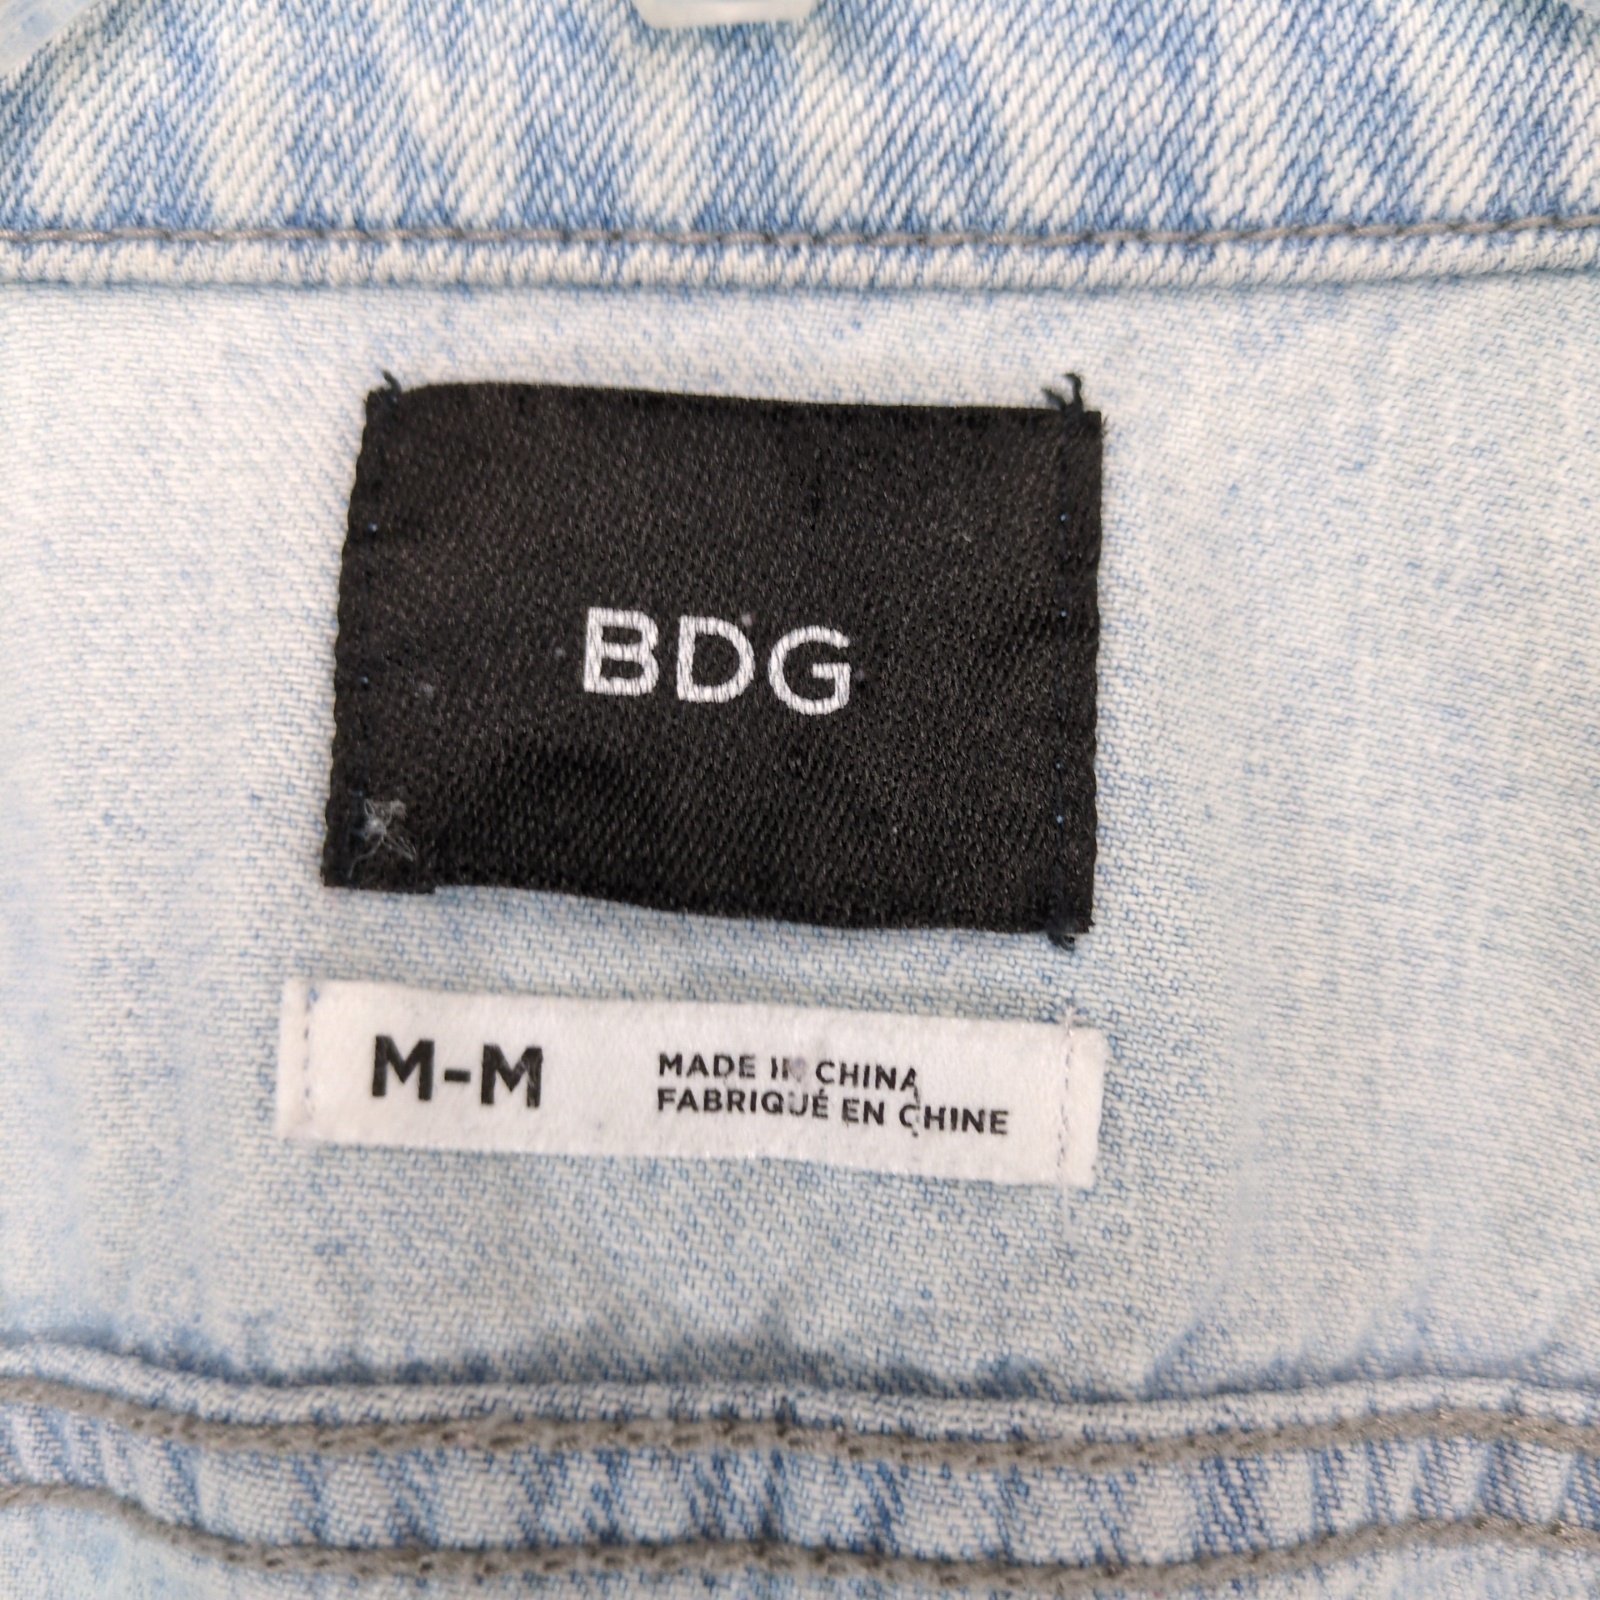 BDG
M-M
MADE IN CHINA
FABRIQUÉ EN CHINE